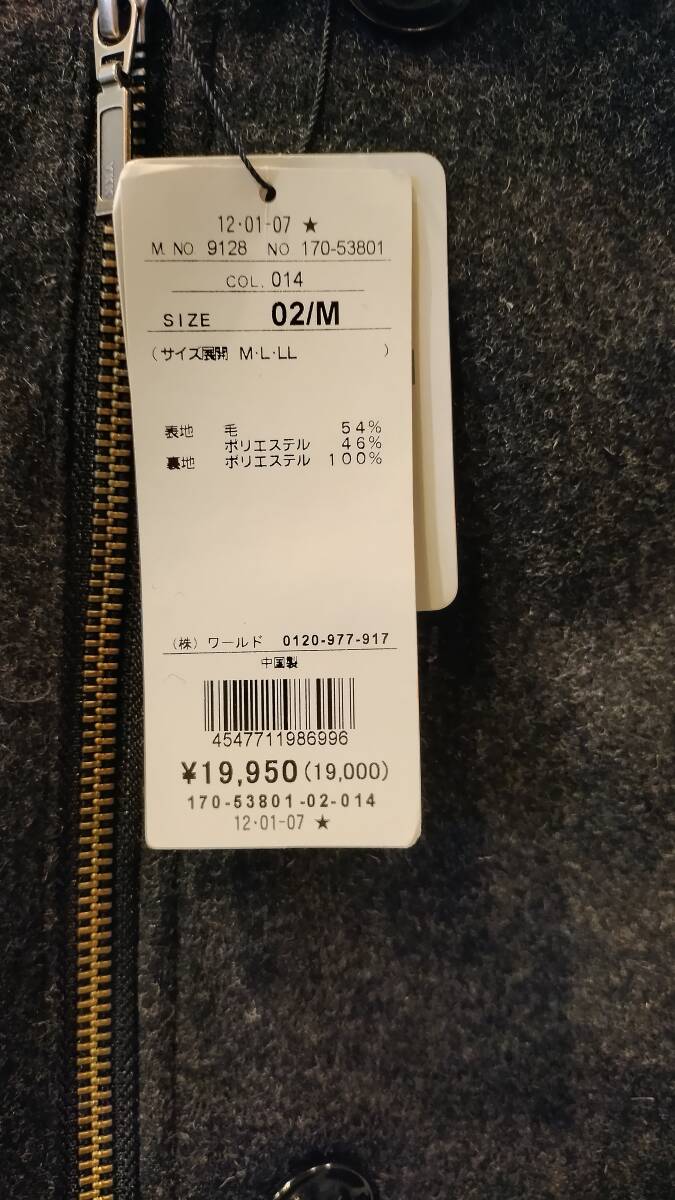 12・01-07 ★
M. NO 9128 NO 170-53801
COL. 014
SIZE 02/M
(サイズ展開 M・L・LL )
表地 毛 54%
ポリエステル 46%
裏地 ポリエステル 100%
(株) ワールド 0120-977-917
中国製
4547711986996
¥19,950(19,000)
170-53801-02-014
12・01-07 ★